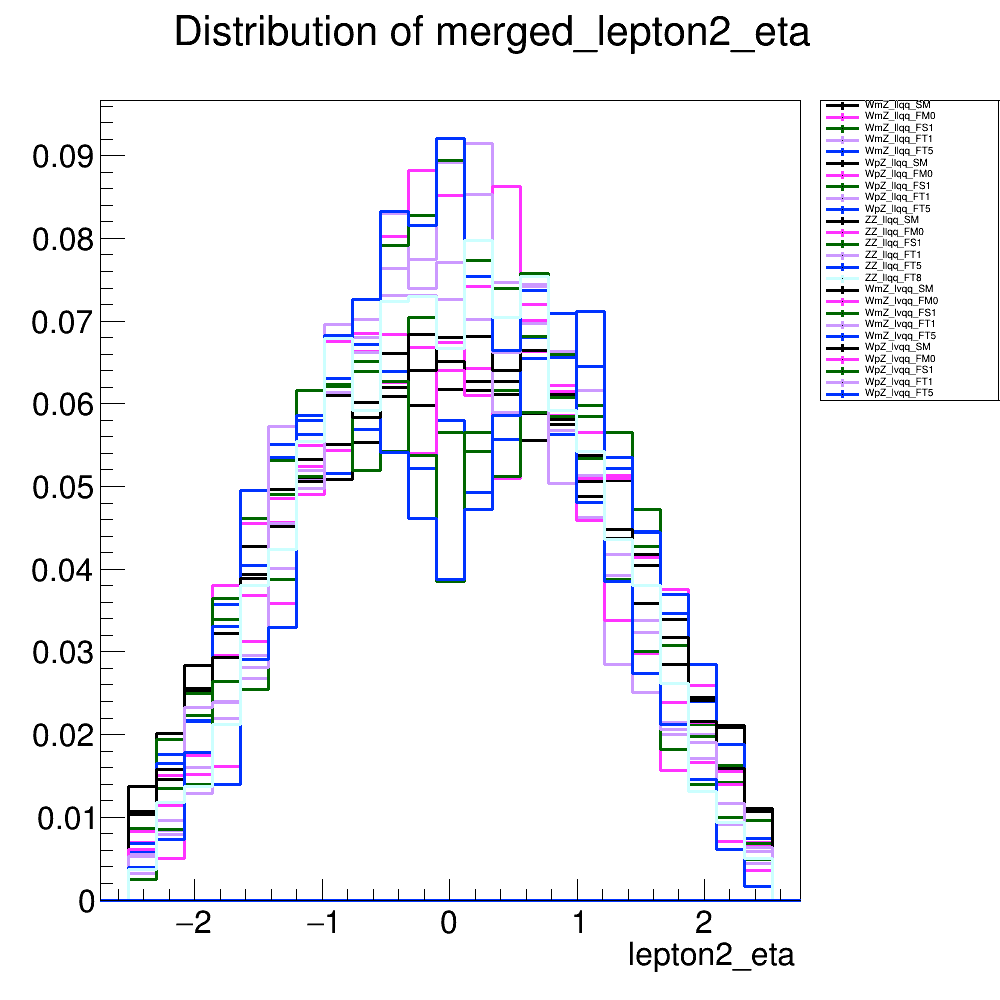 Distribution of merged_lepton2_eta
WmZ_llqq_SM
WmZ_llqq_FM0
WmZ_llqq_FS1
WmZ_llqq_FT1
WmZ_llqq_FT5
WpZ_llqq_SM
WpZ_llqq_FM0
WpZ_llqq_FS1
WpZ_llqq_FT1
WpZ_llqq_FT5
ZZ_llqq_SM
ZZ_llqq_FM0
ZZ_llqq_FS1
ZZ_llqq_FT1
ZZ_llqq_FT5
ZZ_llqq_FT8
WmZ_lvqq_SM
WmZ_lvqq_FM0
WmZ_lvqq_FS1
WmZ_lvqq_FT1
WmZ_lvqq_FT5
WpZ_lvqq_SM
WpZ_lvqq_FM0
WpZ_lvqq_FS1
WpZ_lvqq_FT1
WpZ_lvqq_FT5
0.09
0.08
0.07
0.06
0.05
0.04
0.03
0.02
0.01
0
−2 −1 0 1 2
lepton2_eta